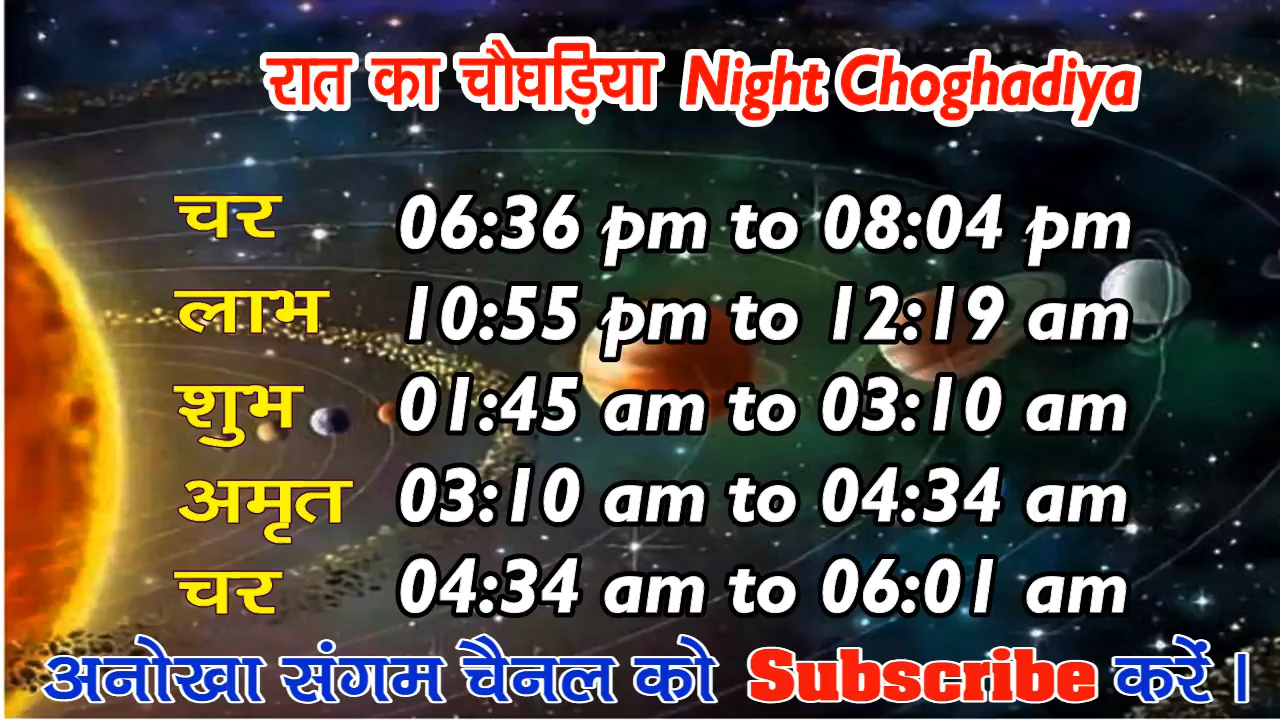 रात का चौघड़िया Night Choghadiya
चर 06:36 pm to 08:04 pm
लाभ 10:55 pm to 12:19 am
शुभ 01:45 am to 03:10 am
अमृत 03:10 am to 04:34 am
चर 04:34 am to 06:01 am
अनोखा संगम चैनल को Subscribe करें ।